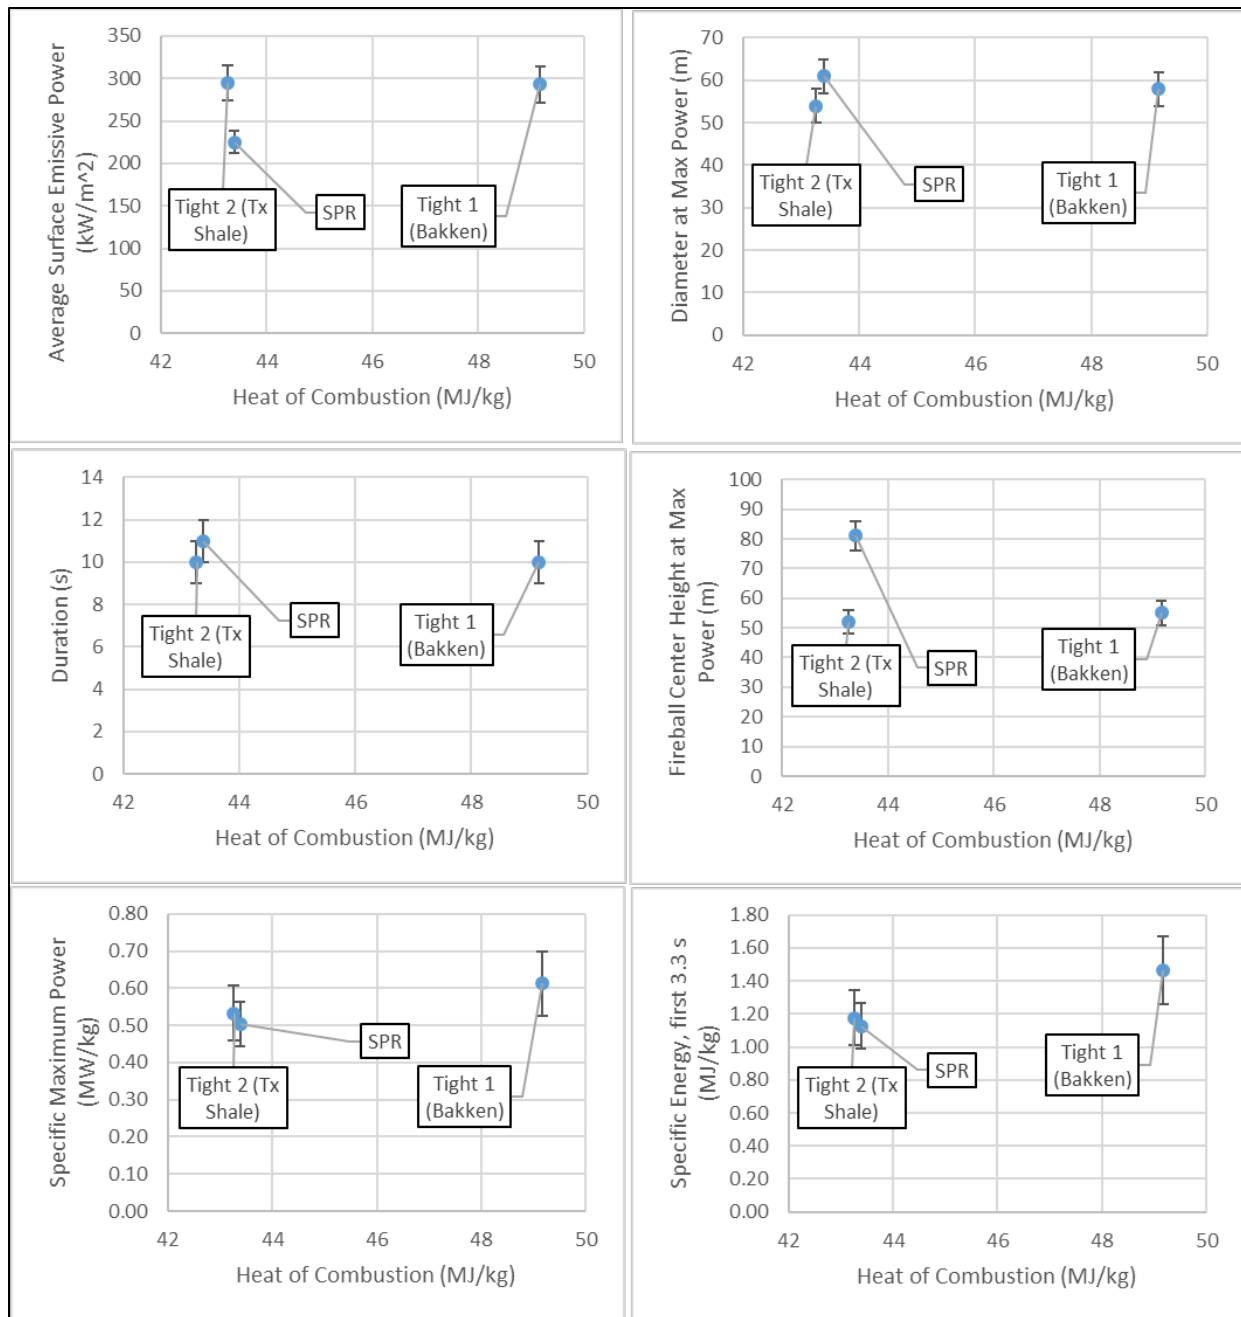 Average Surface Emissive Power
(kW/m^2)
350
300
250
200
150
100
50
0
Tight 2 (Tx
Shale)
SPR
Tight 1
(Bakken)
42
44
46
48
50
Heat of Combustion (MJ/kg)
Diameter at Max Power (m)
70
60
50
40
30
20
10
0
Tight 2 (Tx
Shale)
SPR
Tight 1
(Bakken)
42
44
46
48
50
Heat of Combustion (MJ/kg)
Duration (s)
14
12
10
8
6
4
2
0
Tight 2 (Tx
Shale)
SPR
Tight 1
(Bakken)
42
44
46
48
50
Heat of Combustion (MJ/kg)
Fireball Center Height at Max
Power (m)
100
90
80
70
60
50
40
30
20
10
0
Tight 2 (Tx
Shale)
SPR
Tight 1
(Bakken)
42
44
46
48
50
Heat of Combustion (MJ/kg)
Specific Maximum Power
(MW/kg)
0.80
0.70
0.60
0.50
0.40
0.30
0.20
0.10
0.00
Tight 2 (Tx
Shale)
SPR
Tight 1
(Bakken)
42
44
46
48
50
Heat of Combustion (MJ/kg)
Specific Energy, first 3.3 s
(MJ/kg)
1.80
1.60
1.40
1.20
1.00
0.80
0.60
0.40
0.20
0.00
Tight 2 (Tx
Shale)
SPR
Tight 1
(Bakken)
42
44
46
48
50
Heat of Combustion (MJ/kg)